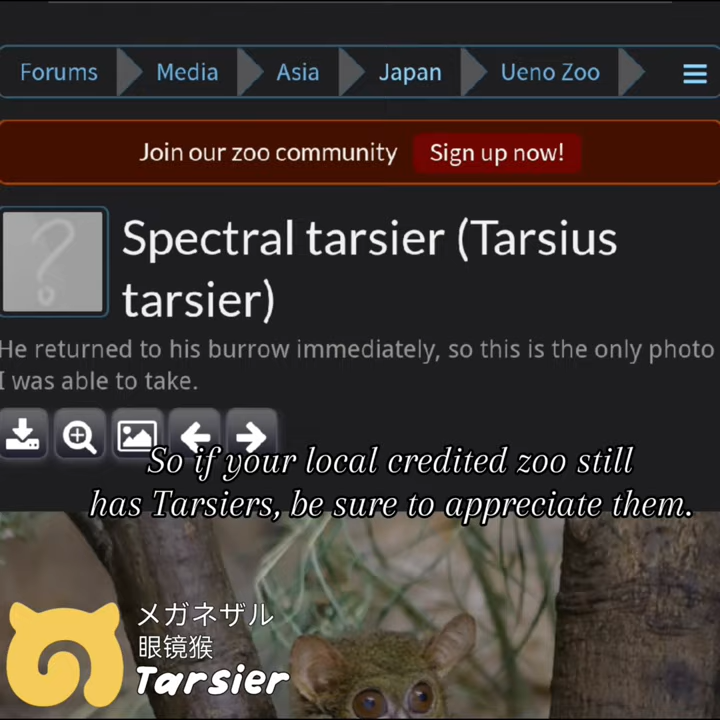 Forums Media Asia Japan Ueno Zoo
Join our zoo community Sign up now!
Spectral tarsier (Tarsius
tarsier)
He returned to his burrow immediately, so this is the only photo
I was able to take.
So if your local credited zoo still
has Tarsiers, be sure to appreciate them.
メガネザル
眼镜猴
Tarsier